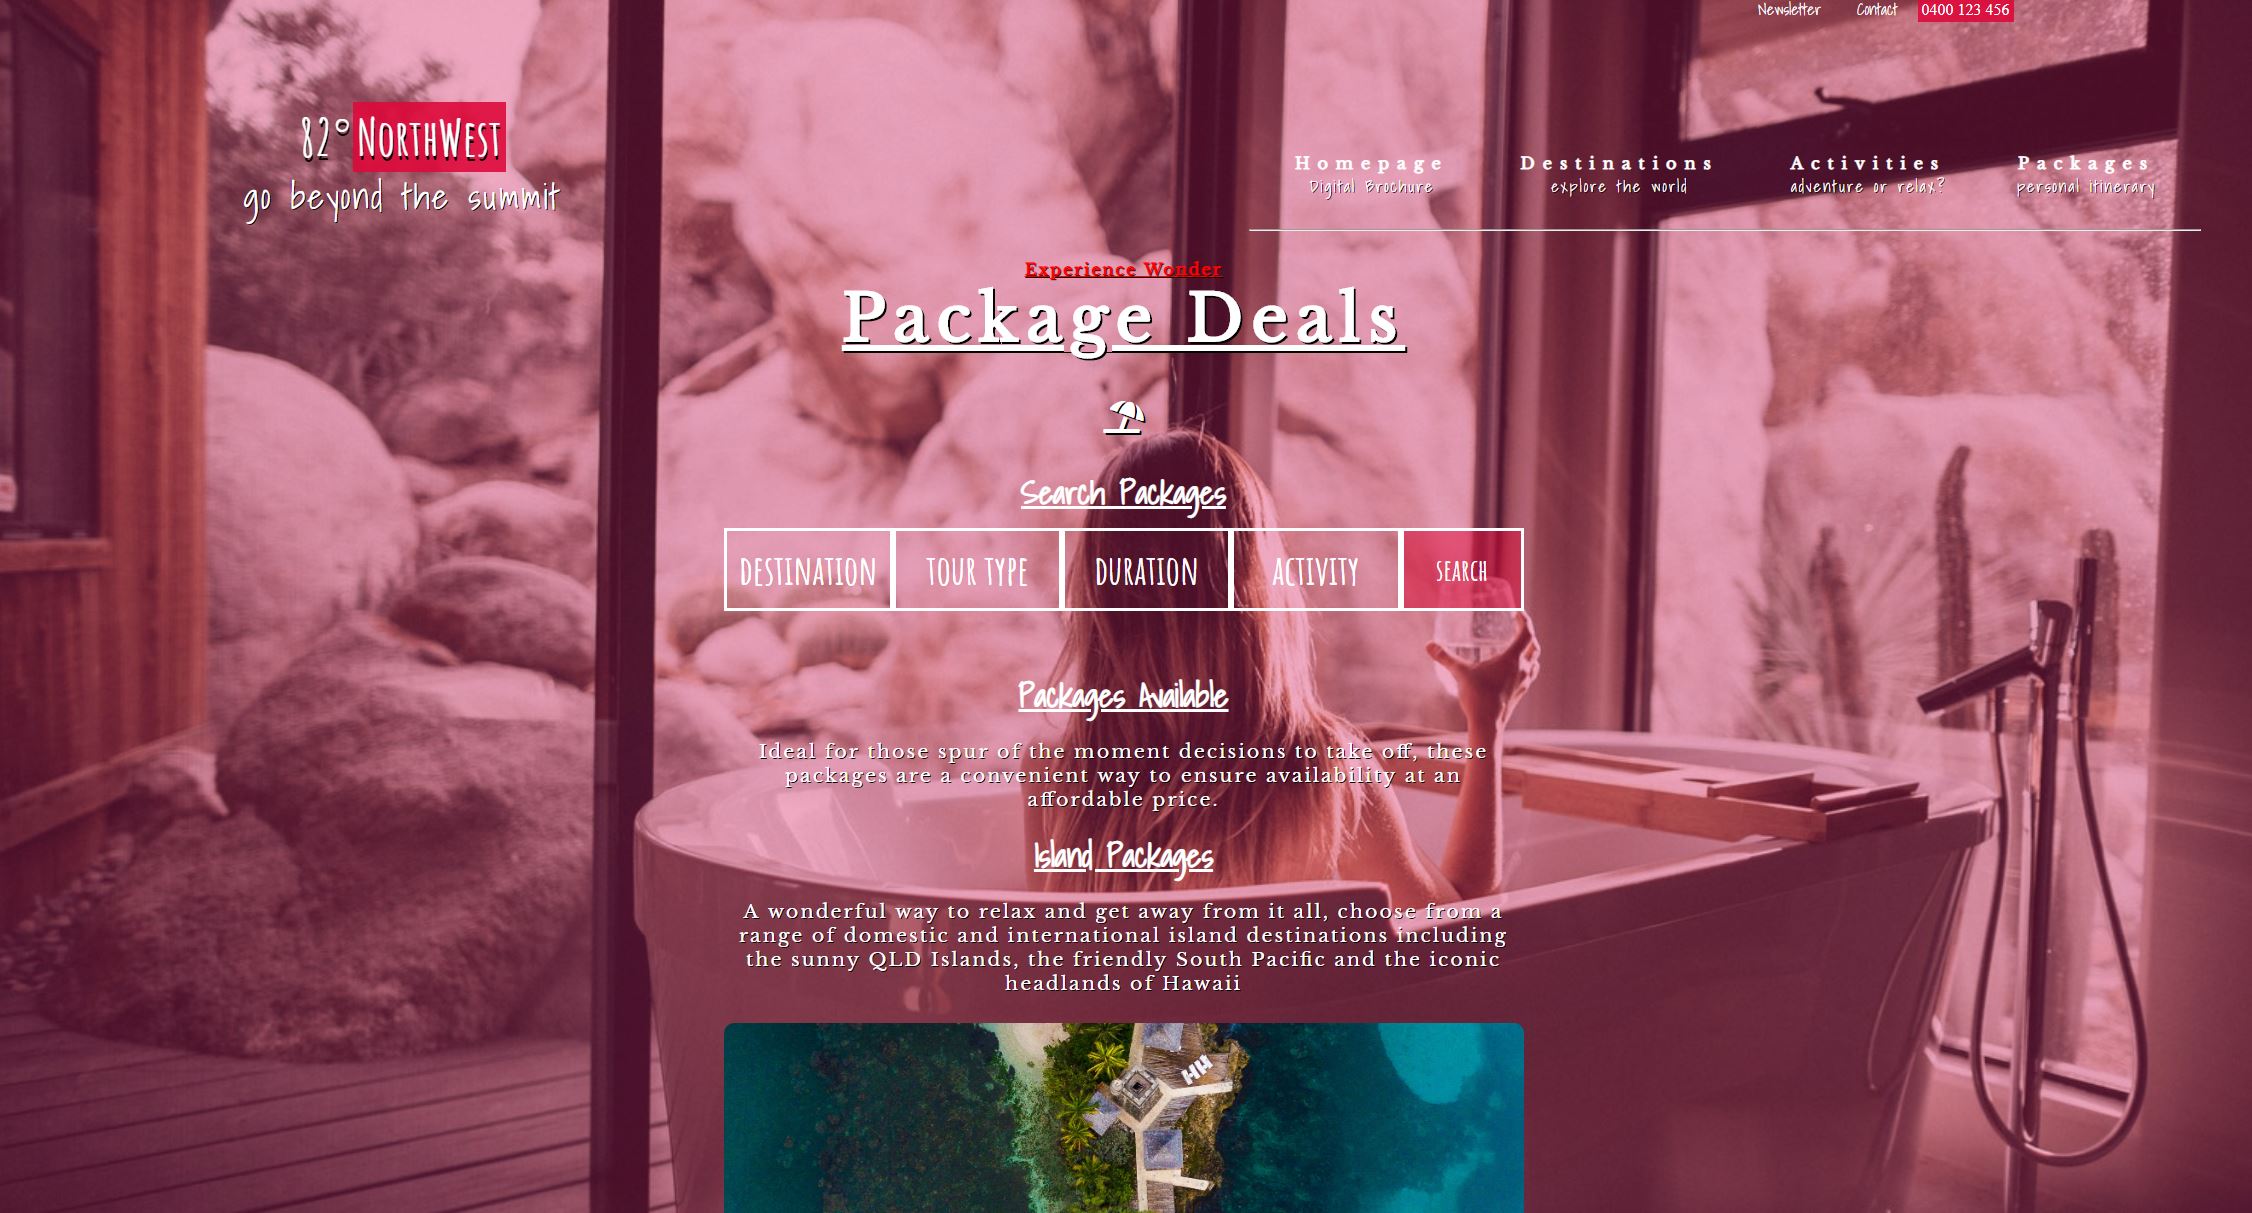 Newsletter Contact 0400 123 456
82° NorthWest
go beyond the summit
Homepage Destinations Activities Packages
Digital Brochure explore the world adventure or relax? personal itinerary
Experience Wonder
Package Deals
Search Packages
DESTINATION TOUR TYPE DURATION ACTIVITY SEARCH
Packages Available
Ideal for those spur of the moment decisions to take off, these
packages are a convenient way to ensure availability at an
affordable price.
Island Packages
A wonderful way to relax and get away from it all, choose from a
range of domestic and international island destinations including
the sunny QLD Islands, the friendly South Pacific and the iconic
headlands of Hawaii
HH